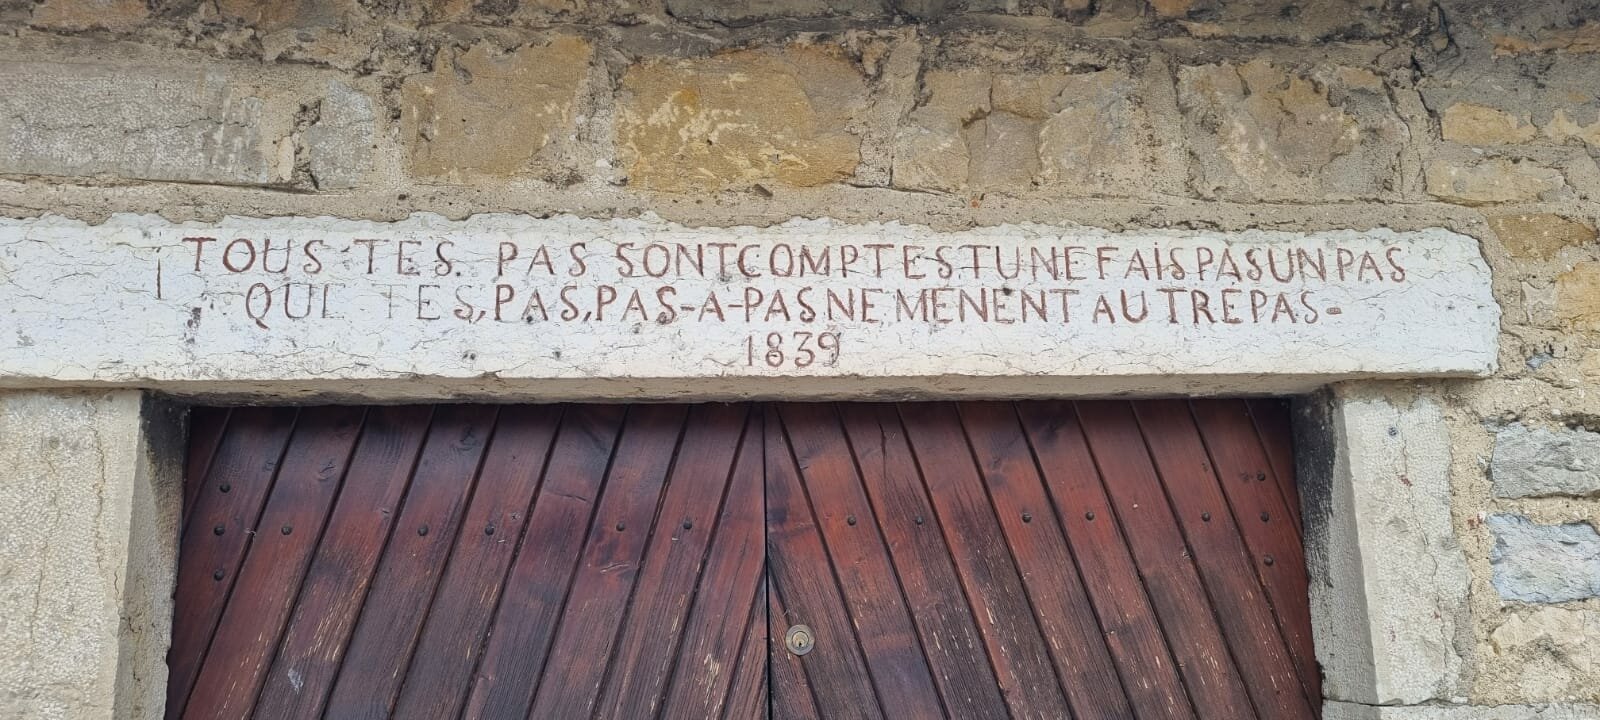 TOUS TES PAS SONT COMPTES TU NE FAIS PAS UN PAS
QUE TES, PAS, PAS-A-PAS NE MENENT AU TREPAS-
1839